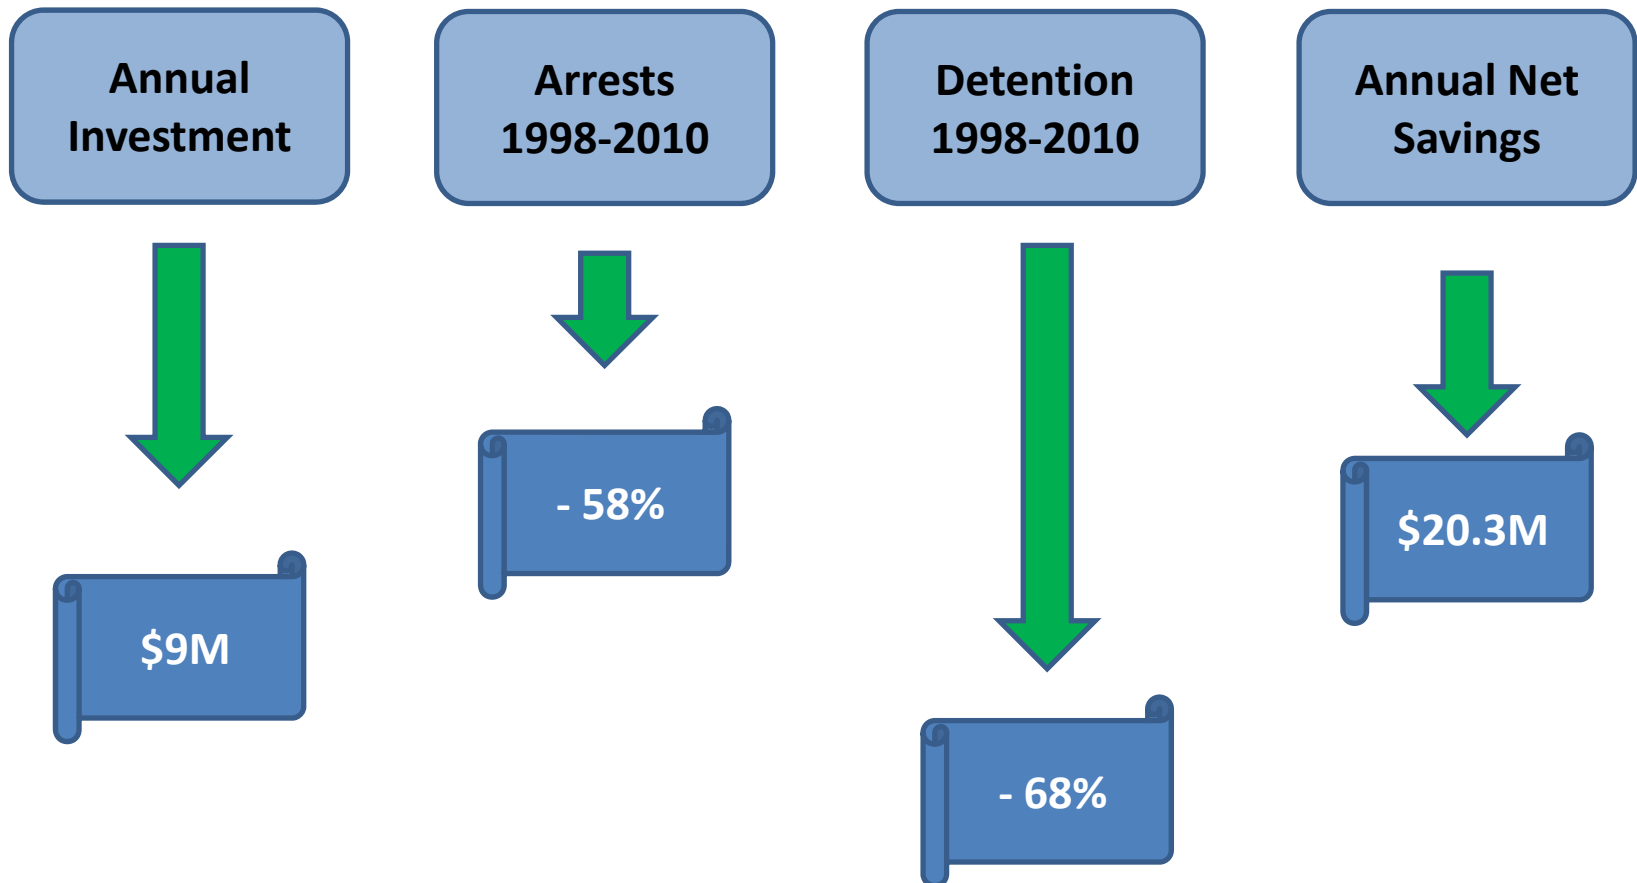 Annual
Investment
Arrests
1998-2010
Detention
1998-2010
Annual Net
Savings
$9M
- 58%
- 68%
$20.3M